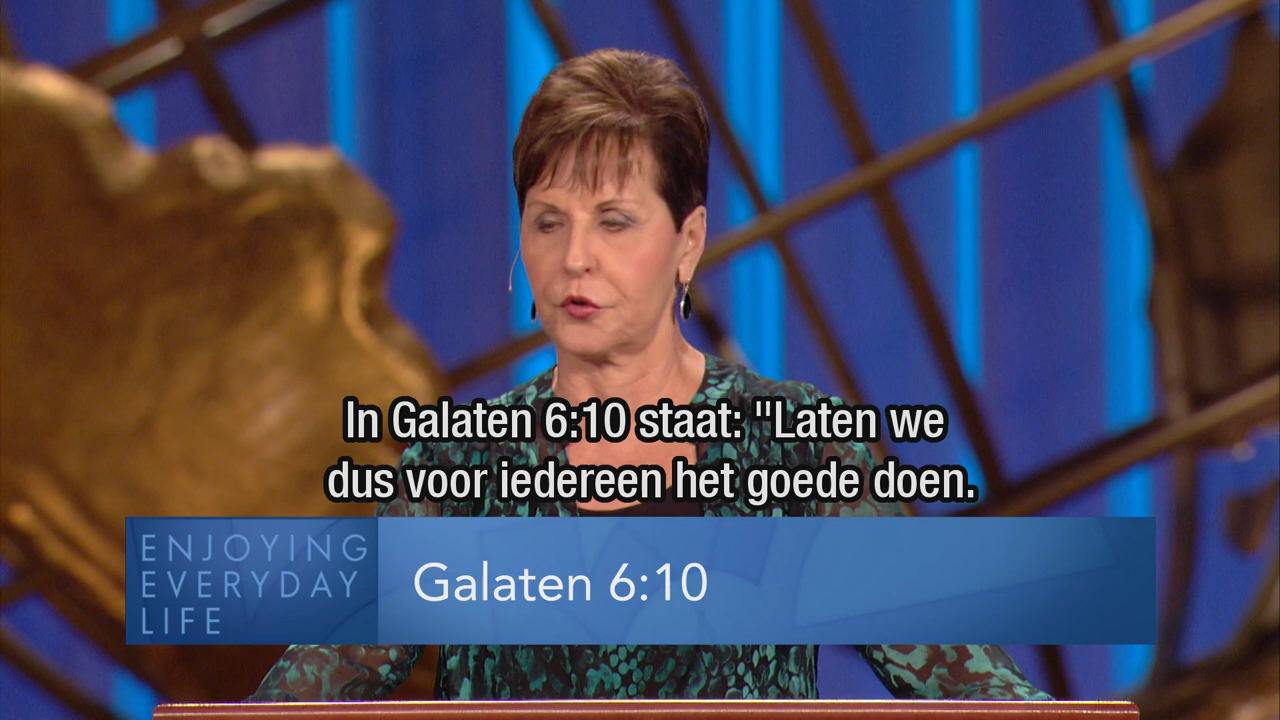 In Galaten 6:10 staat: "Laten we
dus voor iedereen het goede doen.
ENJOYING
EVERYDAY
LIFE
Galaten 6:10